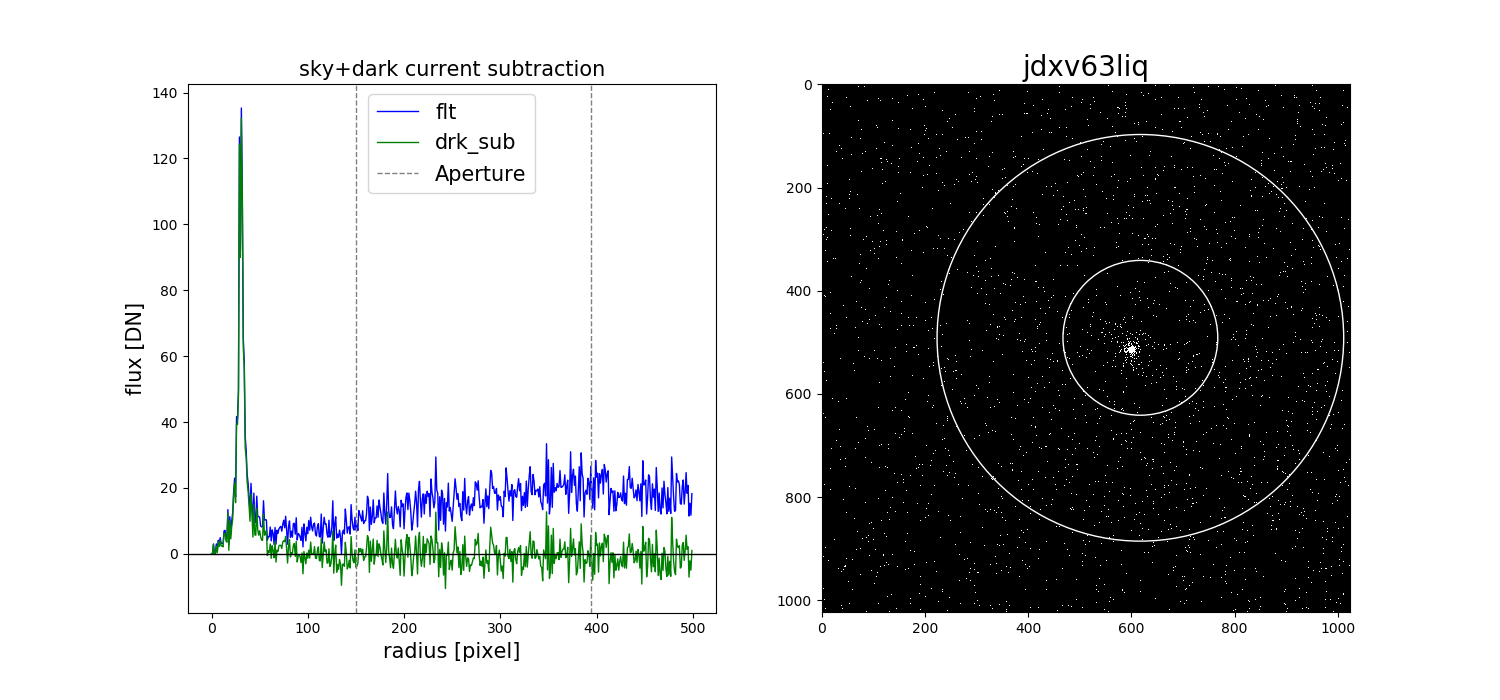 sky+dark current subtraction
140
120
100
80
60
40
20
0
flux [DN]
flt
drk_sub
Aperture
0 100 200 300 400 500
radius [pixel]
jdxv63liq
0
200
400
600
800
1000
0 200 400 600 800 1000